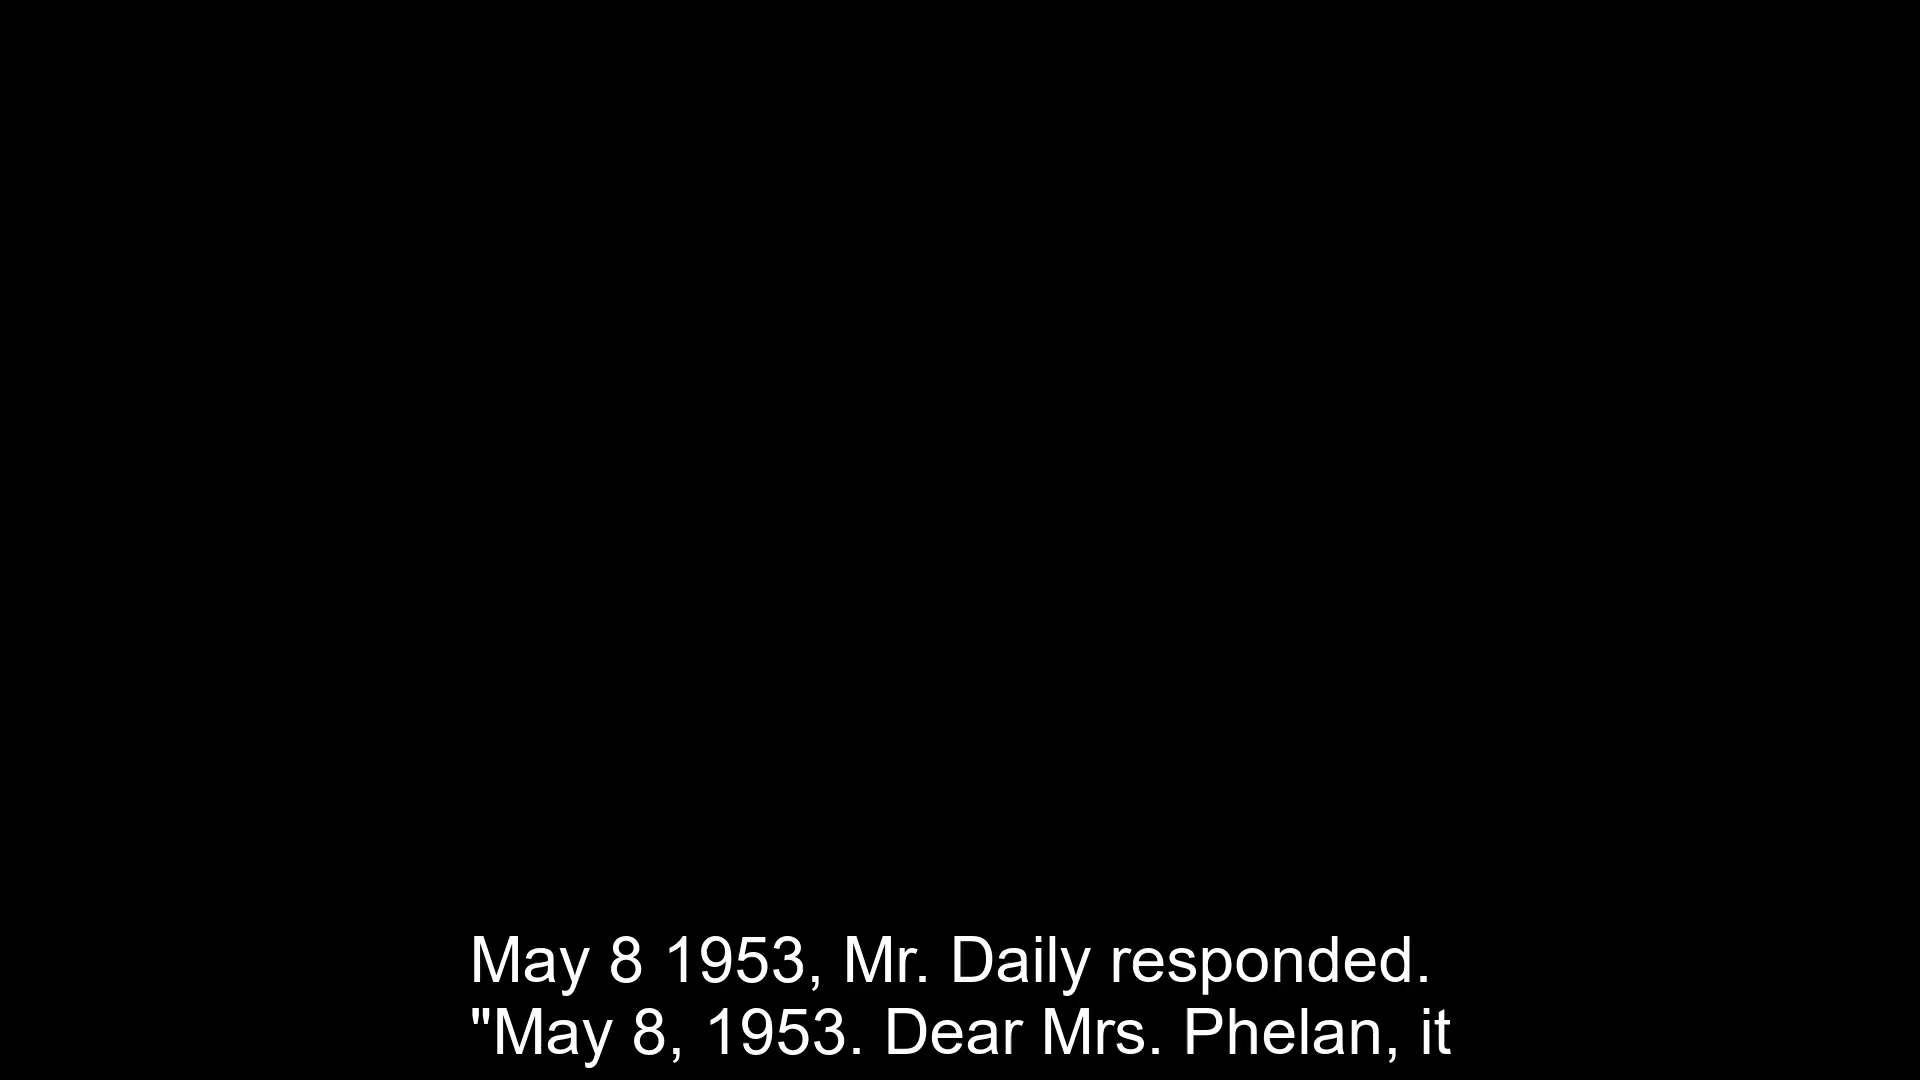 May 8 1953, Mr. Daily responded.
"May 8, 1953. Dear Mrs. Phelan, it